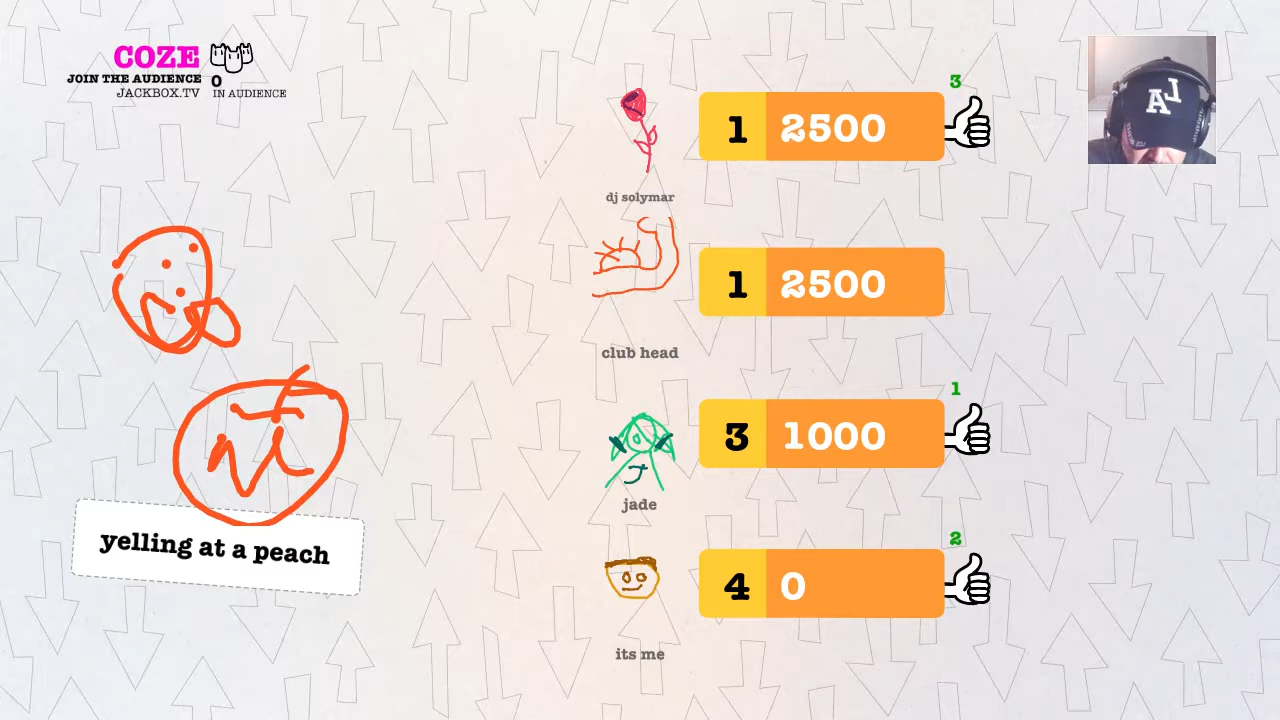 COZE
JOIN THE AUDIENCE
JACKBOX.TV
0
IN AUDIENCE
3
1 2500
dj solymar
1 2500
club head
1
3 1000
jade
2
4 0
its me
yelling at a peach